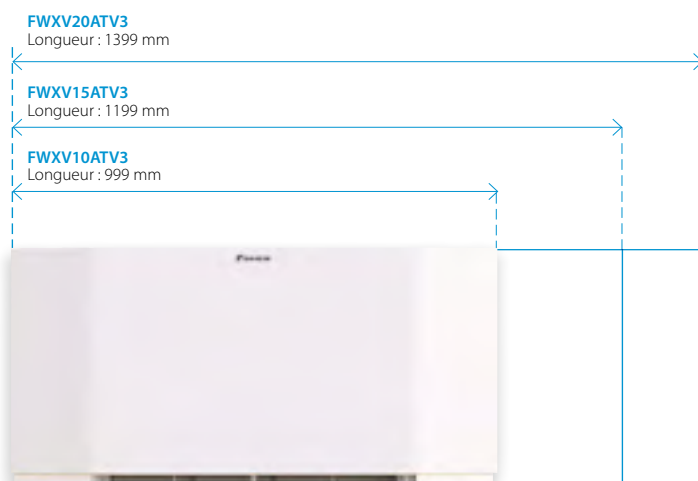 FWXV20ATV3
Longueur : 1399 mm
FWXV15ATV3
Longueur : 1199 mm
FWXV10ATV3
Longueur : 999 mm